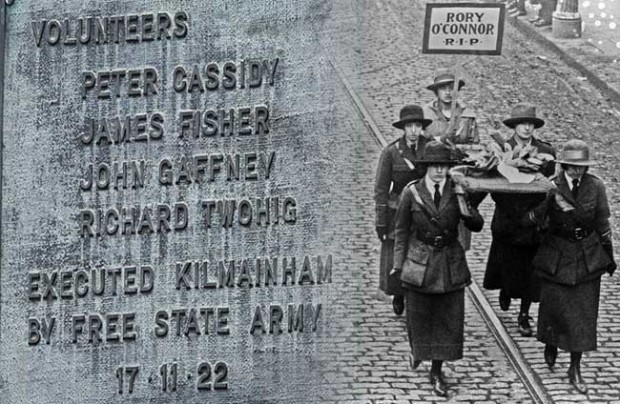 VOLUNTEERS
PETER CASSIDY
JAMES FISHER
JOHN GAFFNEY
RICHARD TWOHIG
EXECUTED KILMAINHAM
BY FREE STATE ARMY
17·11·22
RORY
O'CONNOR
R·I·P·